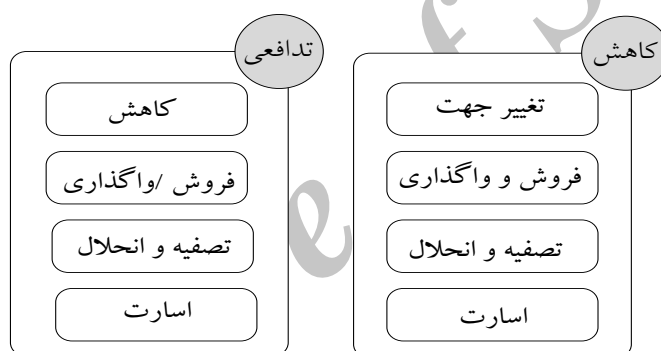 کاهش
تغییر جهت
فروش و واگذاری
تصفیه و انحلال
اسارت
تدافعی
کاهش
فروش /واگذاری
تصفیه و انحلال
اسارت